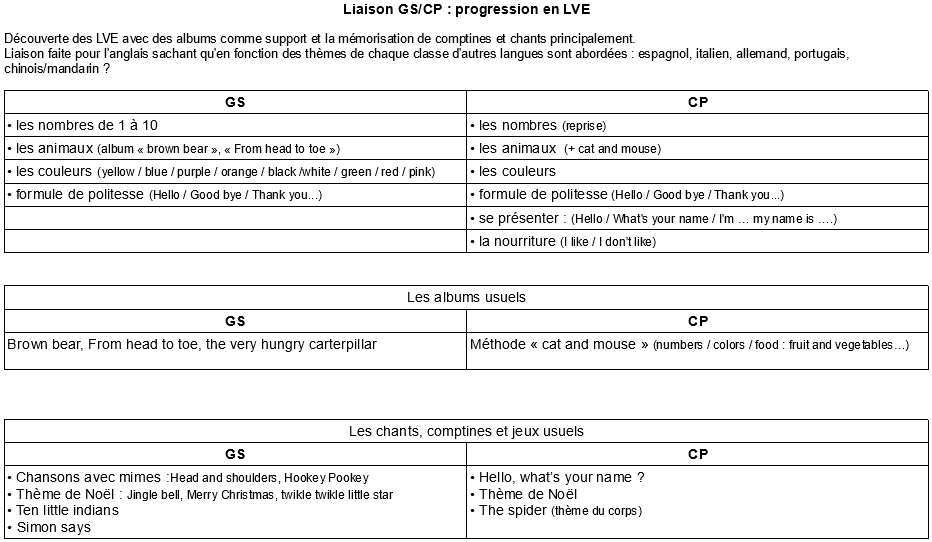 Liaison GS/CP : progression en LVE
Découverte des LVE avec des albums comme support et la mémorisation de comptines et chants principalement.
Liaison faite pour l'anglais sachant qu'en fonction des thèmes de chaque classe d'autres langues sont abordées : espagnol, italien, allemand, portugais,
chinois/mandarin ?
GS CP
• les nombres de 1 à 10 • les nombres (reprise)
• les animaux (album « brown bear », « From head to toe ») • les animaux (+ cat and mouse)
• les couleurs (yellow / blue / purple / orange / black /white / green / red / pink) • les couleurs
• formule de politesse (Hello / Good bye / Thank you...) • formule de politesse (Hello / Good bye / Thank you...)
• se présenter : (Hello / What's your name / I'm … my name is ….)
• la nourriture (I like / I don't like)
Les albums usuels
GS CP
Brown bear, From head to toe, the very hungry carterpillar Méthode « cat and mouse » (numbers / colors / food : fruit and vegetables…)
Les chants, comptines et jeux usuels
GS CP
• Chansons avec mimes :Head and shoulders, Hookey Pookey • Hello, what's your name ?
• Thème de Noël : Jingle bell, Merry Christmas, twikle twikle little star • Thème de Noël
• Ten little indians • The spider (thème du corps)
• Simon says